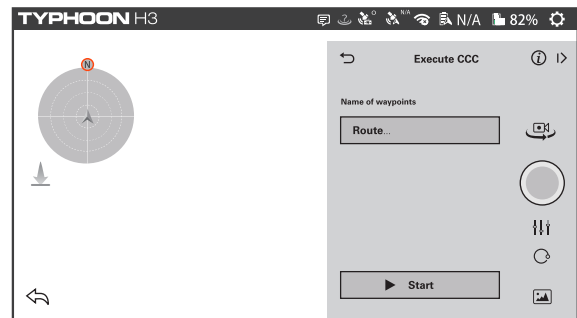 TYPHOON H3
N/A N/A 82%
Execute CCC
N
Name of waypoints
Route...
Start